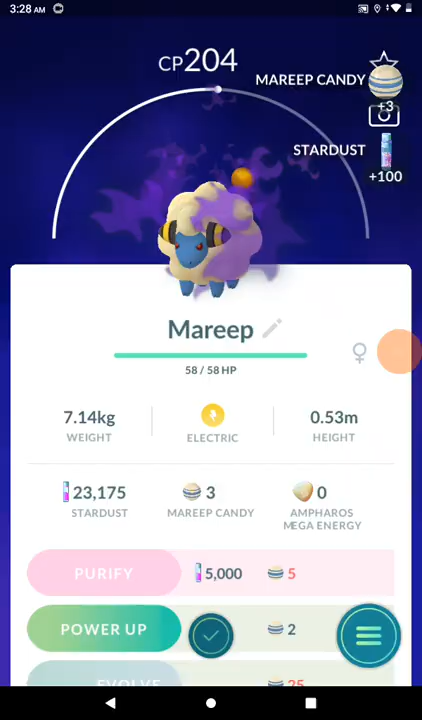 3:28 AM
CP204
MAREEP CANDY
+3
STARDUST
+100
Mareep
58 / 58 HP
7.14kg
WEIGHT
ELECTRIC
0.53m
HEIGHT
23,175
STARDUST
3
MAREEP CANDY
0
AMPHAROS
MEGA ENERGY
PURIFY
5,000
5
POWER UP
2
EVOLVE
25